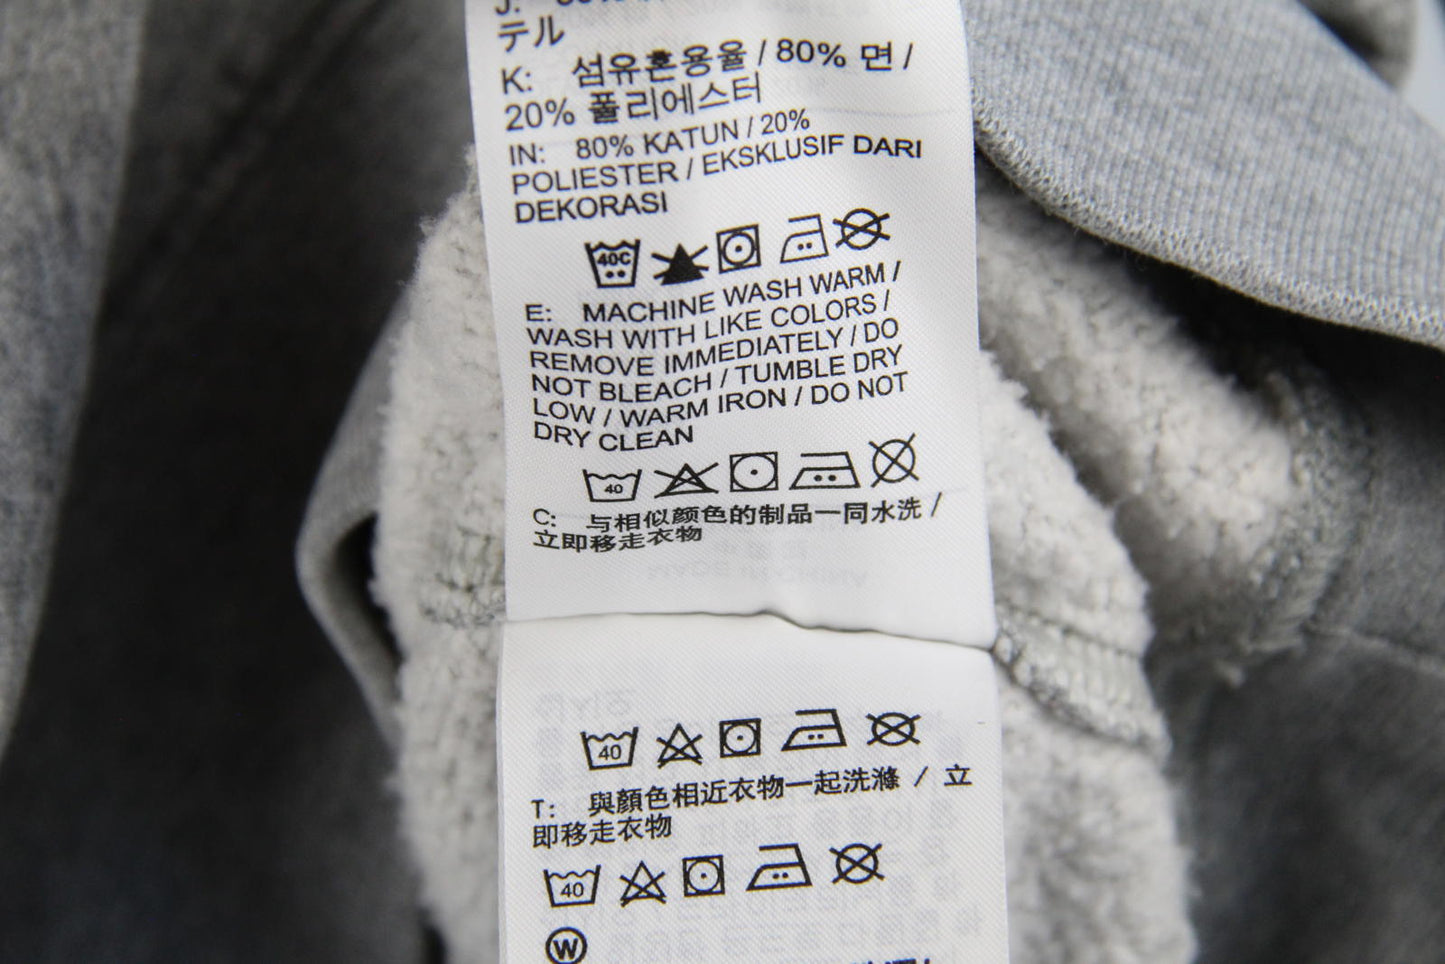 テル
K: 섬유혼용율 / 80% 면 /
20% 폴리에스터
IN: 80% KATUN / 20%
POLIESTER / EKSKLUSIF DARI
DEKORASI
40C
E: MACHINE WASH WARM /
WASH WITH LIKE COLORS /
REMOVE IMMEDIATELY / DO
NOT BLEACH / TUMBLE DRY
LOW / WARM IRON / DO NOT
DRY CLEAN
40
C: 与相似颜色的制品一同水洗 /
立即移走衣物
40
T: 與顏色相近衣物一起洗滌 / 立
即移走衣物
40
W